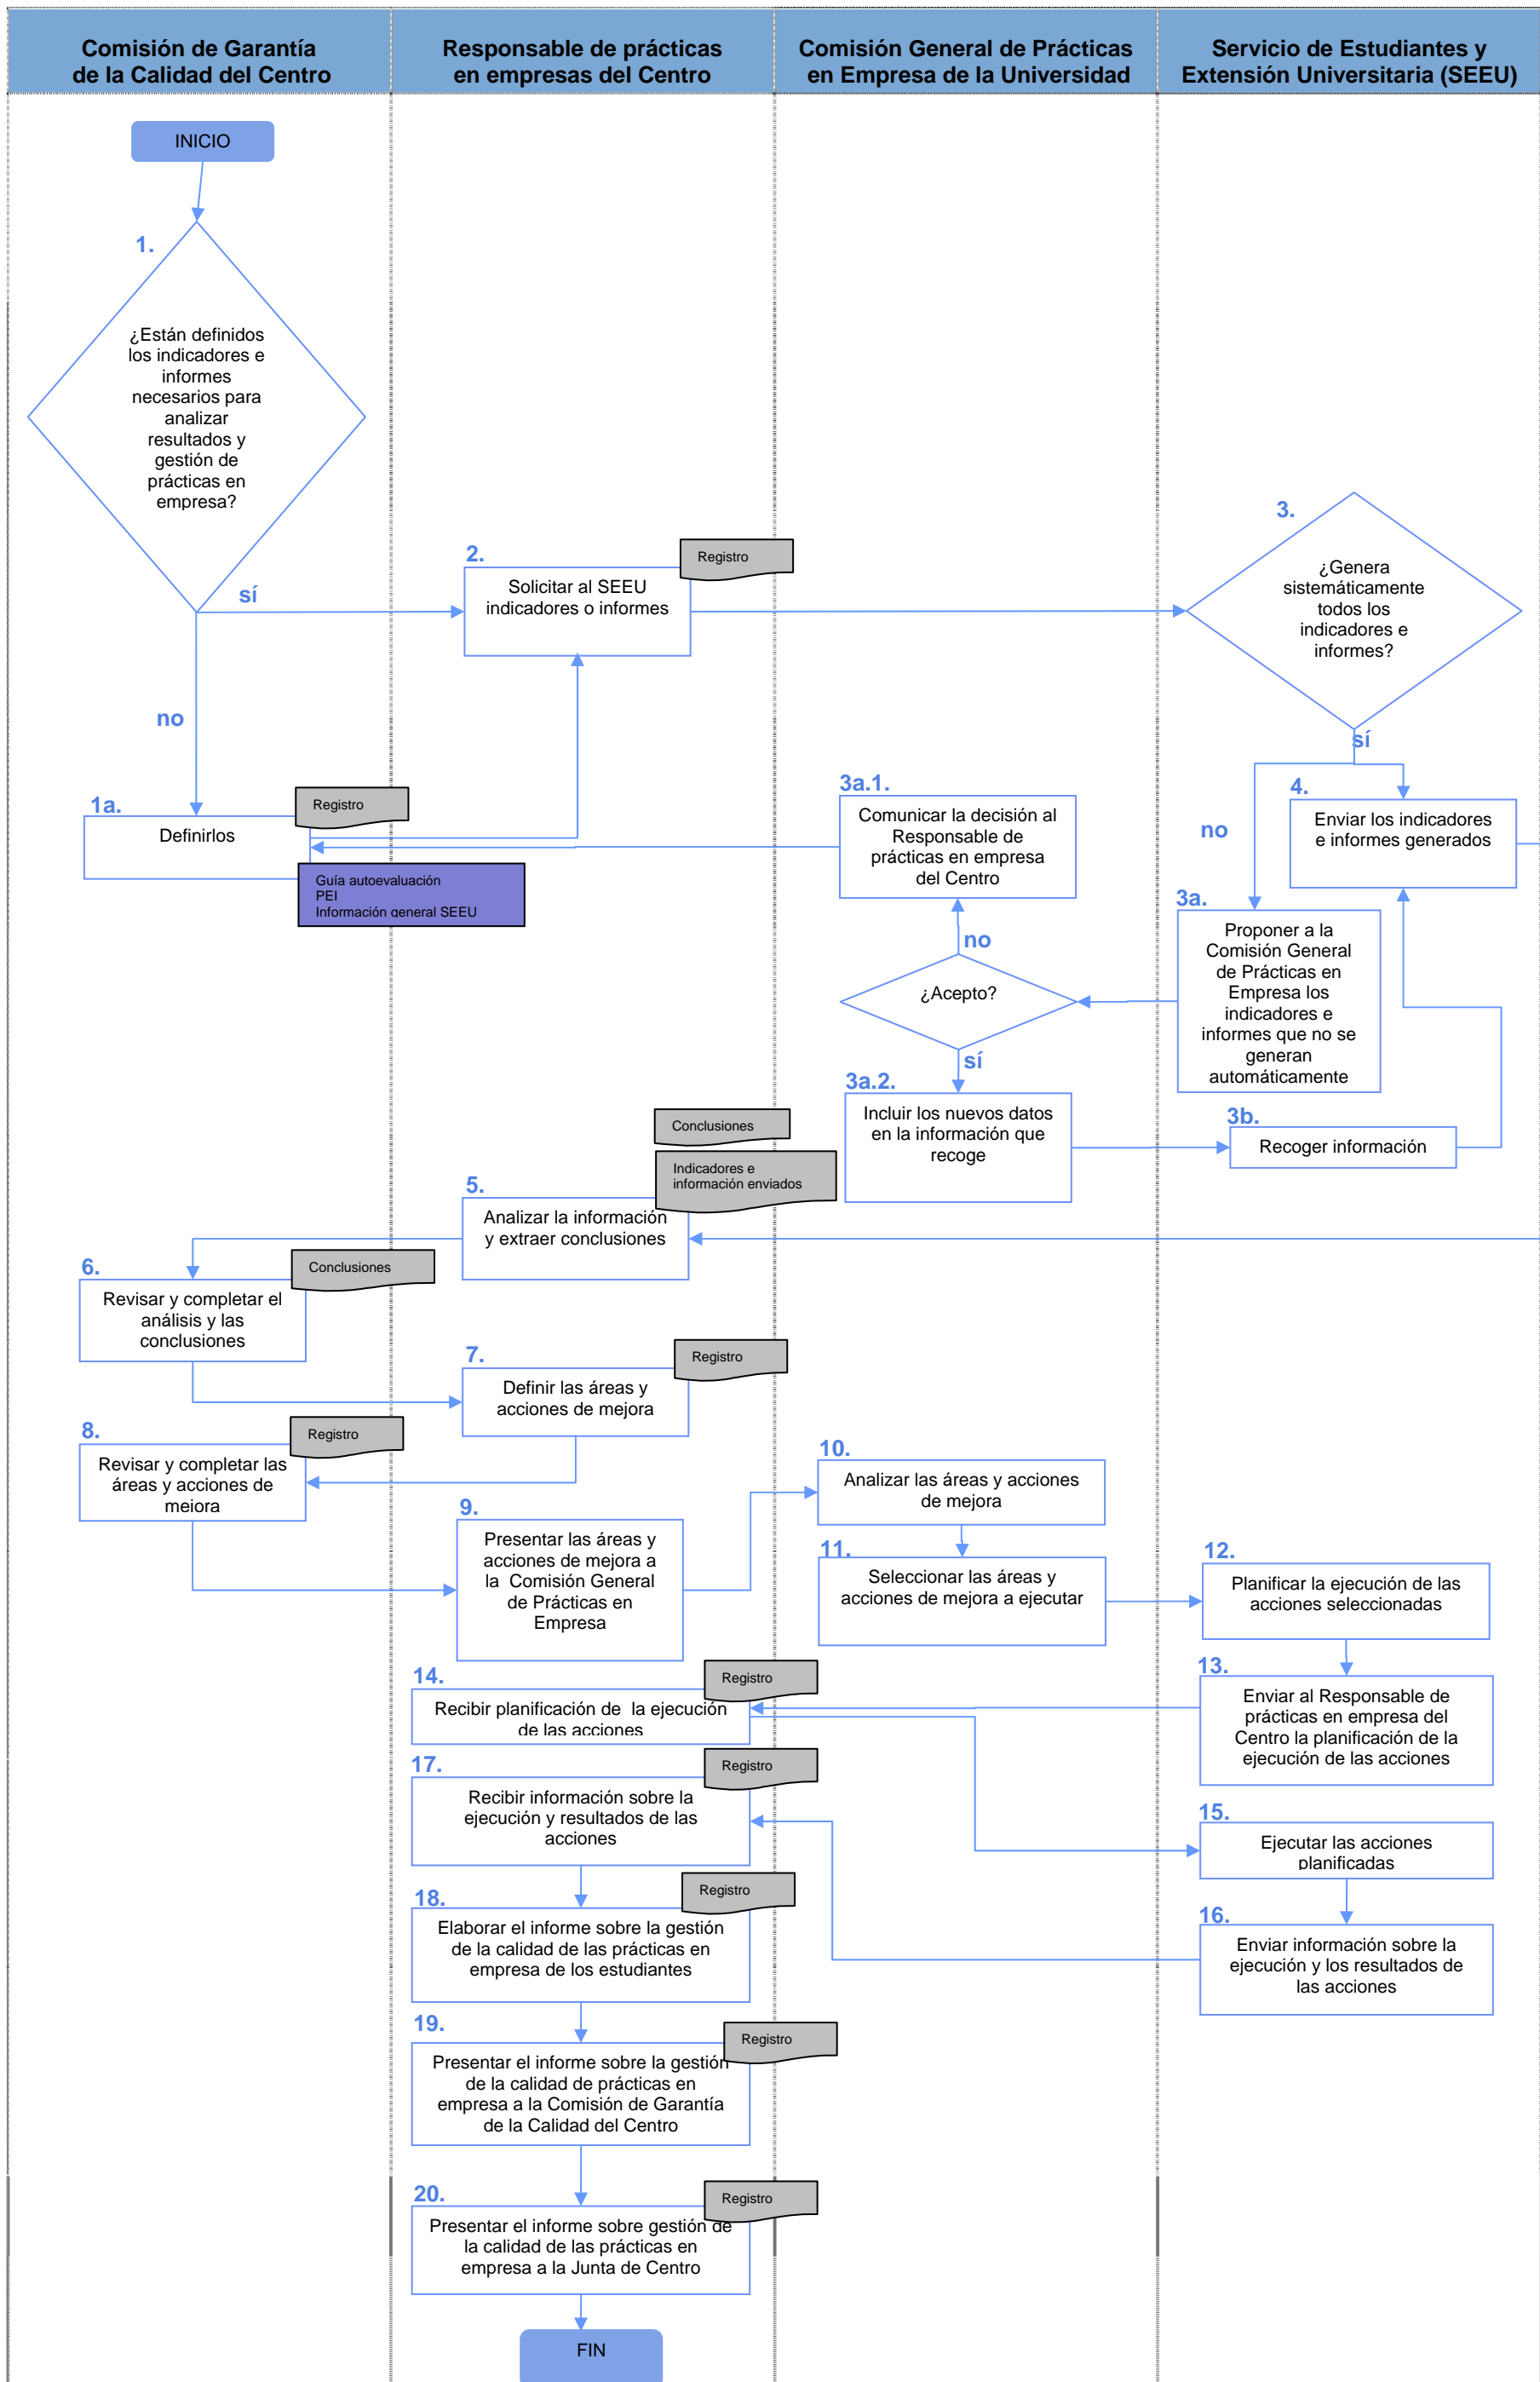 Comisión de Garantía
de la Calidad del Centro
Responsable de prácticas
en empresas del Centro
Comisión General de Prácticas
en Empresa de la Universidad
Servicio de Estudiantes y
Extensión Universitaria (SEEU)
INICIO
1.
¿Están definidos
los indicadores e
informes
necesarios para
analizar
resultados y
gestión de
prácticas en
empresa?
sí
no
2.
Registro
Solicitar al SEEU
indicadores o informes
3.
¿Genera
sistemáticamente
todos los
indicadores e
informes?
sí
no
1a.
Registro
Definirlos
Guía autoevaluación
PEI
Información general SEEU
3a.1.
Comunicar la decisión al
Responsable de
prácticas en empresa
del Centro
4.
Enviar los indicadores
e informes generados
no
¿Acepto?
sí
3a.
Proponer a la
Comisión General
de Prácticas en
Empresa los
indicadores e
informes que no se
generan
automáticamente
3a.2.
Incluir los nuevos datos
en la información que
recoge
3b.
Recoger información
Conclusiones
Indicadores e
información enviados
5.
Analizar la información
y extraer conclusiones
6.
Conclusiones
Revisar y completar el
análisis y las
conclusiones
7.
Registro
Definir las áreas y
acciones de mejora
8.
Registro
Revisar y completar las
áreas y acciones de
mejora
9.
Presentar las áreas y
acciones de mejora a
la Comisión General
de Prácticas en
Empresa
10.
Analizar las áreas y acciones
de mejora
11.
Seleccionar las áreas y
acciones de mejora a ejecutar
12.
Planificar la ejecución de las
acciones seleccionadas
13.
Enviar al Responsable de
prácticas en empresa del
Centro la planificación de la
ejecución de las acciones
14.
Registro
Recibir planificación de la ejecución
de las acciones
17.
Registro
Recibir información sobre la
ejecución y resultados de las
acciones
15.
Ejecutar las acciones
planificadas
16.
Enviar información sobre la
ejecución y los resultados de
las acciones
18.
Registro
Elaborar el informe sobre la gestión
de la calidad de las prácticas en
empresa de los estudiantes
19.
Registro
Presentar el informe sobre la gestión
de la calidad de prácticas en
empresa a la Comisión de Garantía
de la Calidad del Centro
20.
Registro
Presentar el informe sobre gestión de
la calidad de las prácticas en
empresa a la Junta de Centro
FIN